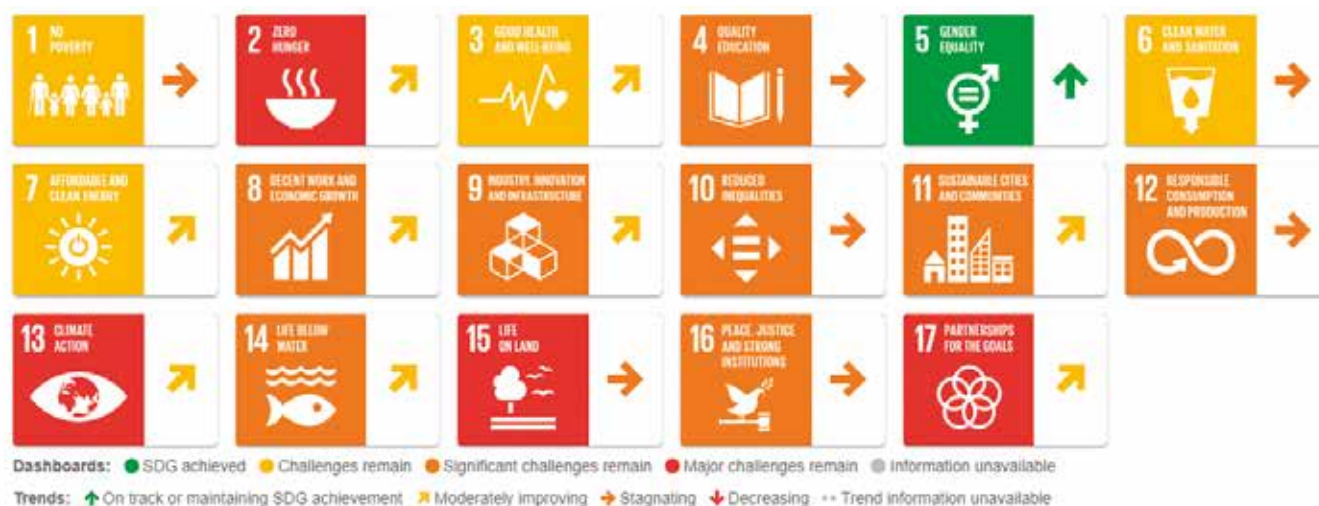 1 NO
POVERTY
2 ZERO
HUNGER
3 GOOD HEALTH
AND WELL-BEING
4 QUALITY
EDUCATION
5 GENDER
EQUALITY
6 CLEAN WATER
AND SANITATION
7 AFFORDABLE AND
CLEAN ENERGY
8 DECENT WORK AND
ECONOMIC GROWTH
9 INDUSTRY, INNOVATION
AND INFRASTRUCTURE
10 REDUCED
INEQUALITIES
11 SUSTAINABLE CITIES
AND COMMUNITIES
12 RESPONSIBLE
CONSUMPTION
AND PRODUCTION
13 CLIMATE
ACTION
14 LIFE BELOW
WATER
15 LIFE
ON LAND
16 PEACE, JUSTICE
AND STRONG
INSTITUTIONS
17 PARTNERSHIPS
FOR THE GOALS
Dashboards: SDG achieved Challenges remain Significant challenges remain Major challenges remain Information unavailable
Trends: On track or maintaining SDG achievement Moderately improving Stagnating Decreasing Trend information unavailable